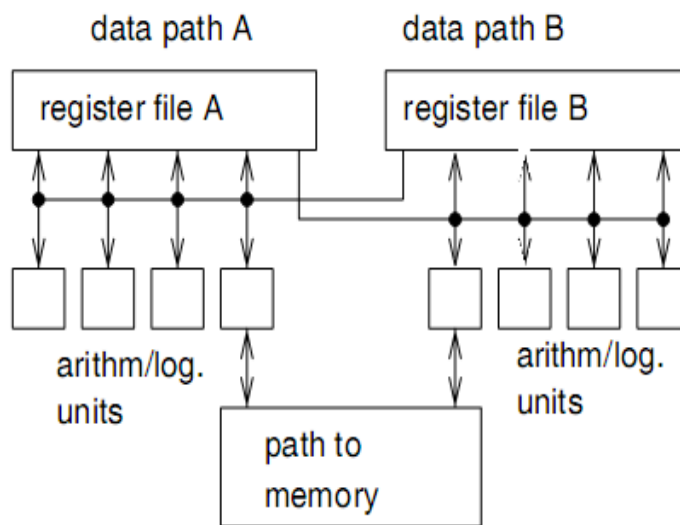 data path A
data path B
register file A
register file B
arithm/log.
units
arithm/log.
units
path to
memory